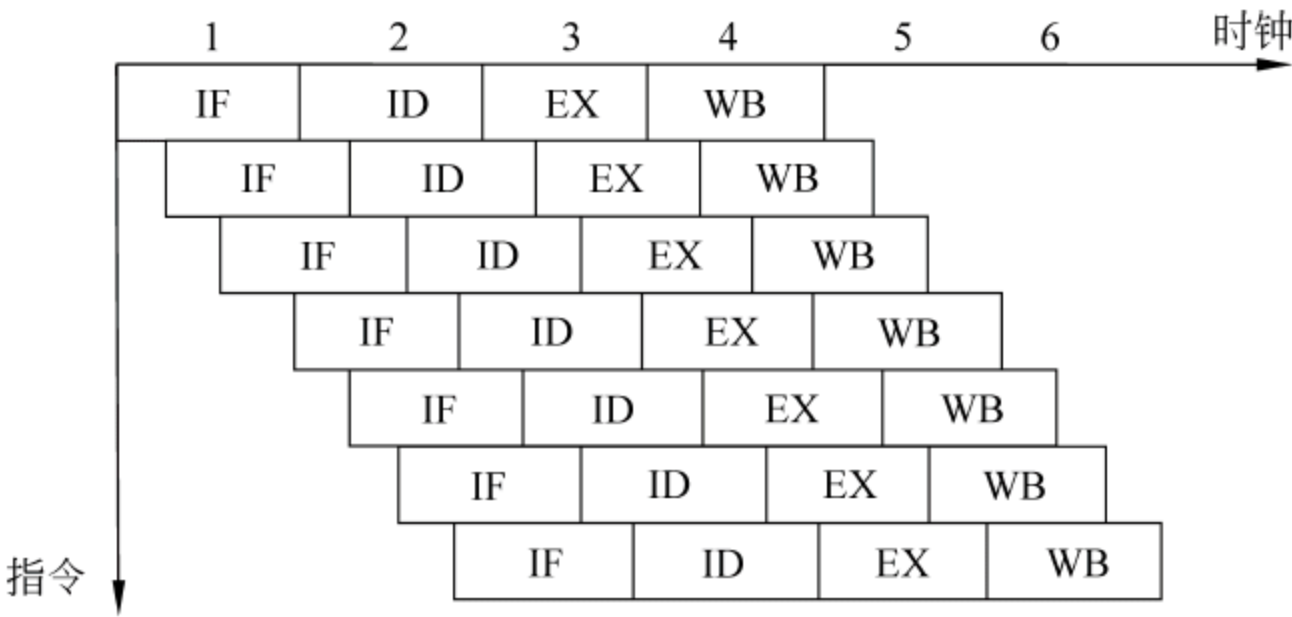 1 2 3 4 5 6 时钟
IF ID EX WB
IF ID EX WB
IF ID EX WB
IF ID EX WB
IF ID EX WB
IF ID EX WB
IF ID EX WB
指令